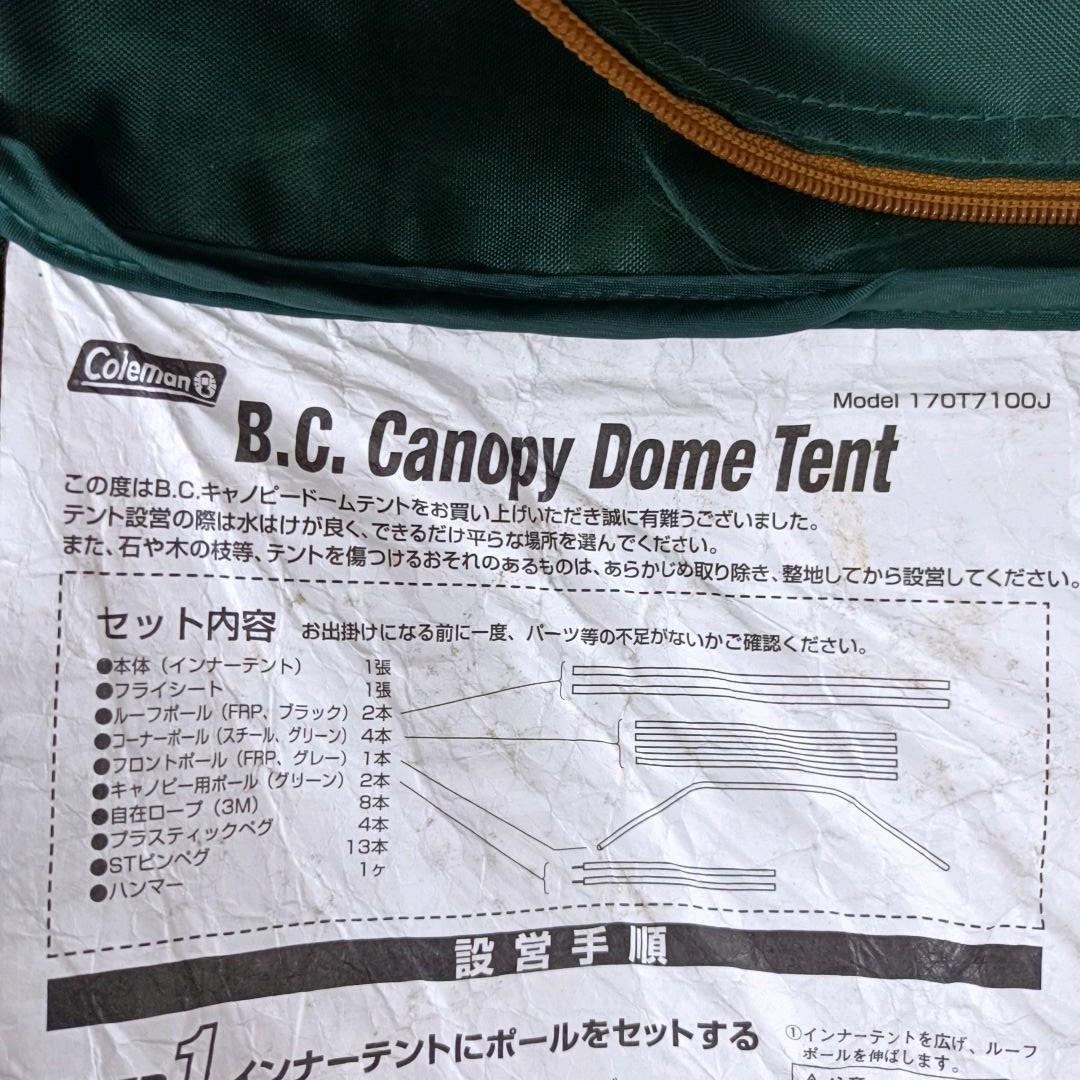 Coleman
Model 170T7100J
B.C. Canopy Dome Tent
この度はB.C.キャノピードームテントをお買い上げいただき誠に有難うございました。
テント設営の際は水はけが良く、できるだけ平らな場所を選んでください。
また、石や木の枝等、テントを傷つけるおそれのあるものは、あらかじめ取り除き、整地してから設営してください。
セット内容 お出掛けになる前に一度、パーツ等の不足がないかご確認ください。
●本体（インナーテント） 1張
●フライシート 1張
●ルーフポール（FRP、ブラック） 2本
●コーナーポール（スチール、グリーン） 4本
●フロントポール（FRP、グレー） 1本
●キャノピー用ポール（グリーン） 2本
●自在ロープ（3M） 8本
●プラスティックペグ 4本
●STピンペグ 13本
●ハンマー 1ヶ
設営手順
1 インナーテントにポールをセットする
①インナーテントを広げ、ルーフ
ポールを伸ばします。